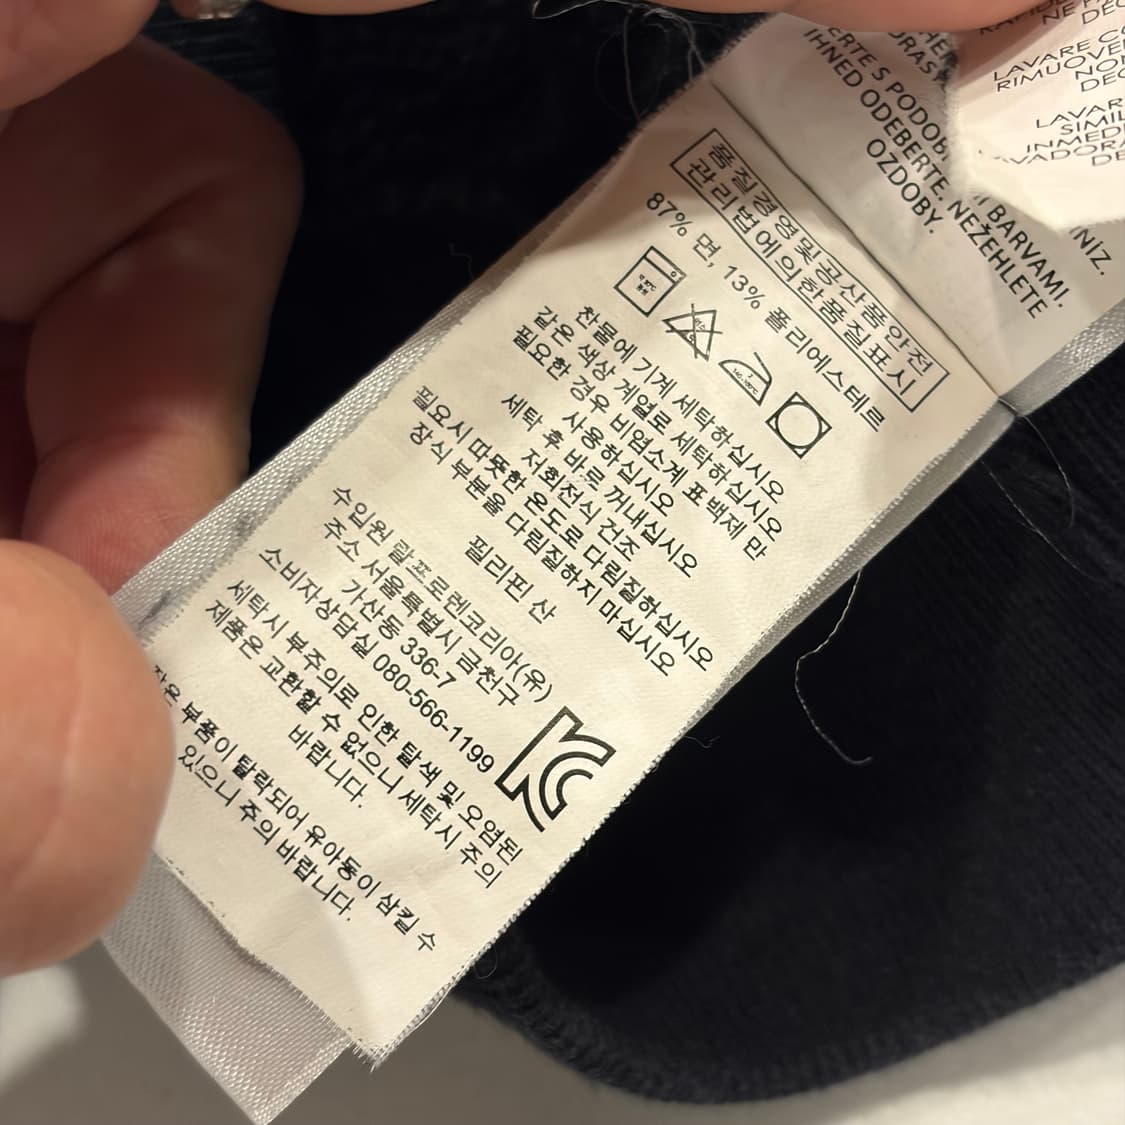 품질경영및공산품안전
관리법에의한품질표시
87% 면, 13% 폴리에스테르
찬물에 기계 세탁하십시오
같은 색상 계열로 세탁하십시오
필요한 경우 비염소계 표백제 만
사용하십시오
세탁 후 바로 꺼내십시오
저회전식 건조
필요시 따뜻한 온도로 다림질하십시오
장식 부분을 다림질하지 마십시오
필리핀 산
수입원 랄프로렌코리아(유)
주소 서울특별시 금천구
가산동 336-7
소비자상담실 080-566-1199
세탁시 부주의로 인한 탈색 및 오염된
제품은 교환할 수 없으니 세탁시 주의
바랍니다.
작은 부품이 탈락되어 유아동이 삼킬 수
있으니 주의 바랍니다.
ERTE S PODOB
IHNED ODEBERTE. NEŽEHLETE
OZDOBY.
BARVAMI.
LAVARE
RIMUOVE
LAVAR
SIMIL
INMED
VADORA
DE